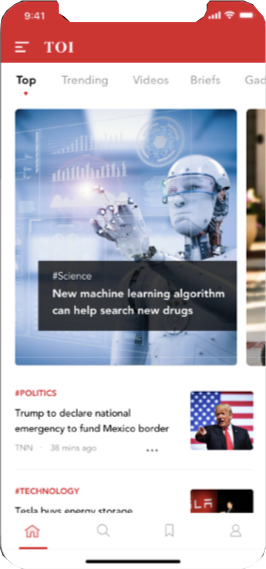 9:41
TOI
Top Trending Videos Briefs Gad
#Science
New machine learning algorithm
can help search new drugs
#POLITICS
Trump to declare national
emergency to fund Mexico border
TNN · 38 mins ago ...
#TECHNOLOGY
Tesla buys energy storage